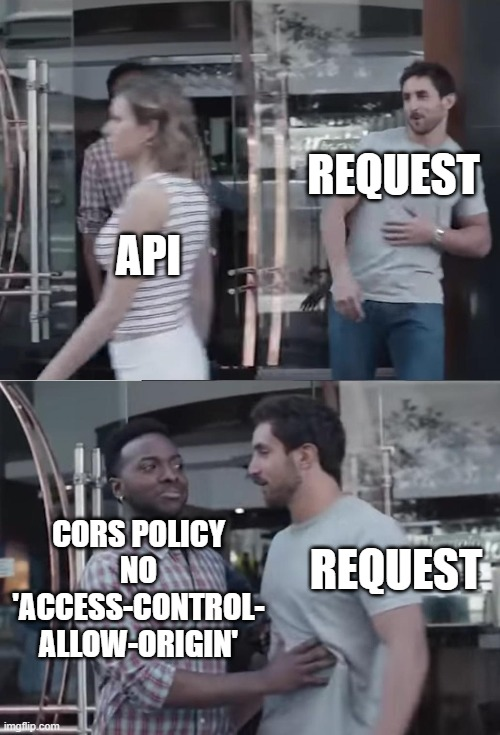 REQUEST
API
CORS POLICY
NO
'ACCESS-CONTROL-
ALLOW-ORIGIN'
REQUEST
imgflip.com